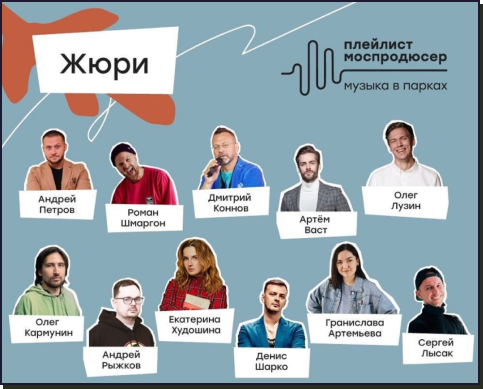 Жюри
плейлист
моспродюсер
музыка в парках
Андрей
Петров
Роман
Шмаргон
Дмитрий
Коннов
Артём
Васт
Олег
Лузин
Олег
Кармунин
Андрей
Рыжков
Екатерина
Худошина
Денис
Шарко
Гранислава
Артемьева
Сергей
Лысак